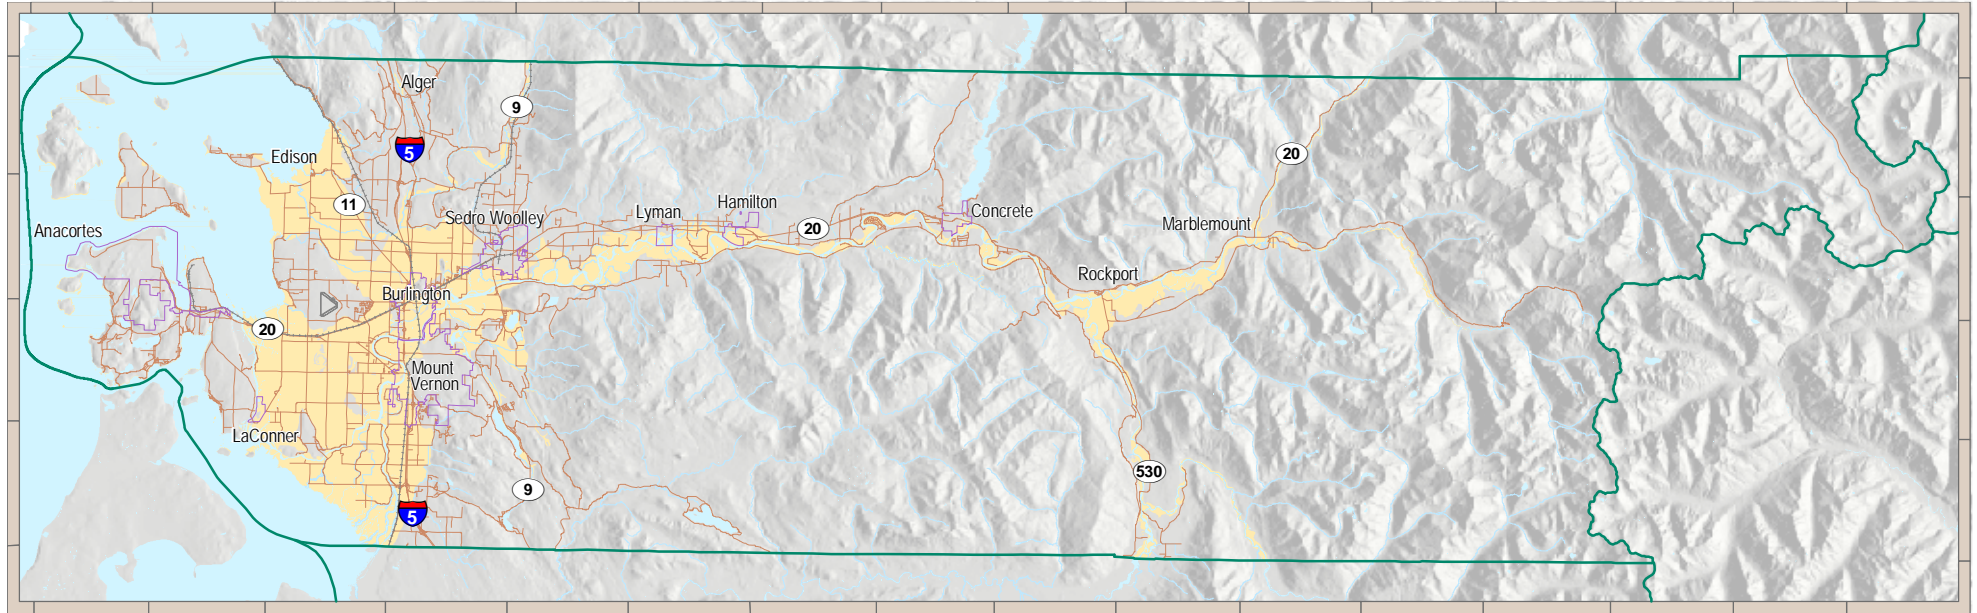 Alger
9
5
Edison
20
11
Sedro Woolley
Lyman
Hamilton
Concrete
20
Marblemount
Anacortes
Rockport
Burlington
20
Mount
Vernon
LaConner
530
9
5